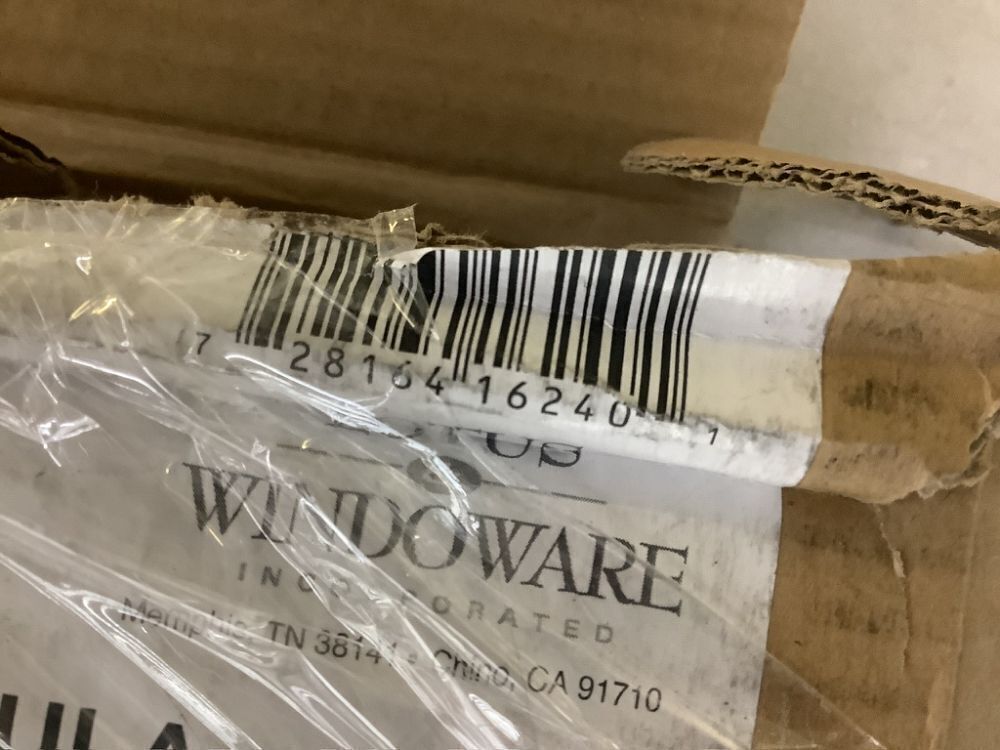 7 28164 16240 1
WINDOWARE
INCORPORATED
Memphis, TN 38141 • Chino, CA 91710